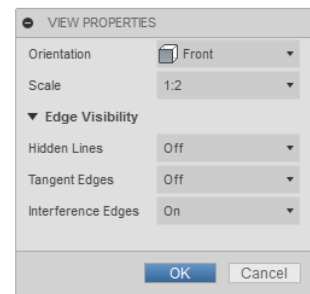 VIEW PROPERTIES
Orientation Front
Scale 1:2
Edge Visibility
Hidden Lines Off
Tangent Edges Off
Interference Edges On
OK Cancel